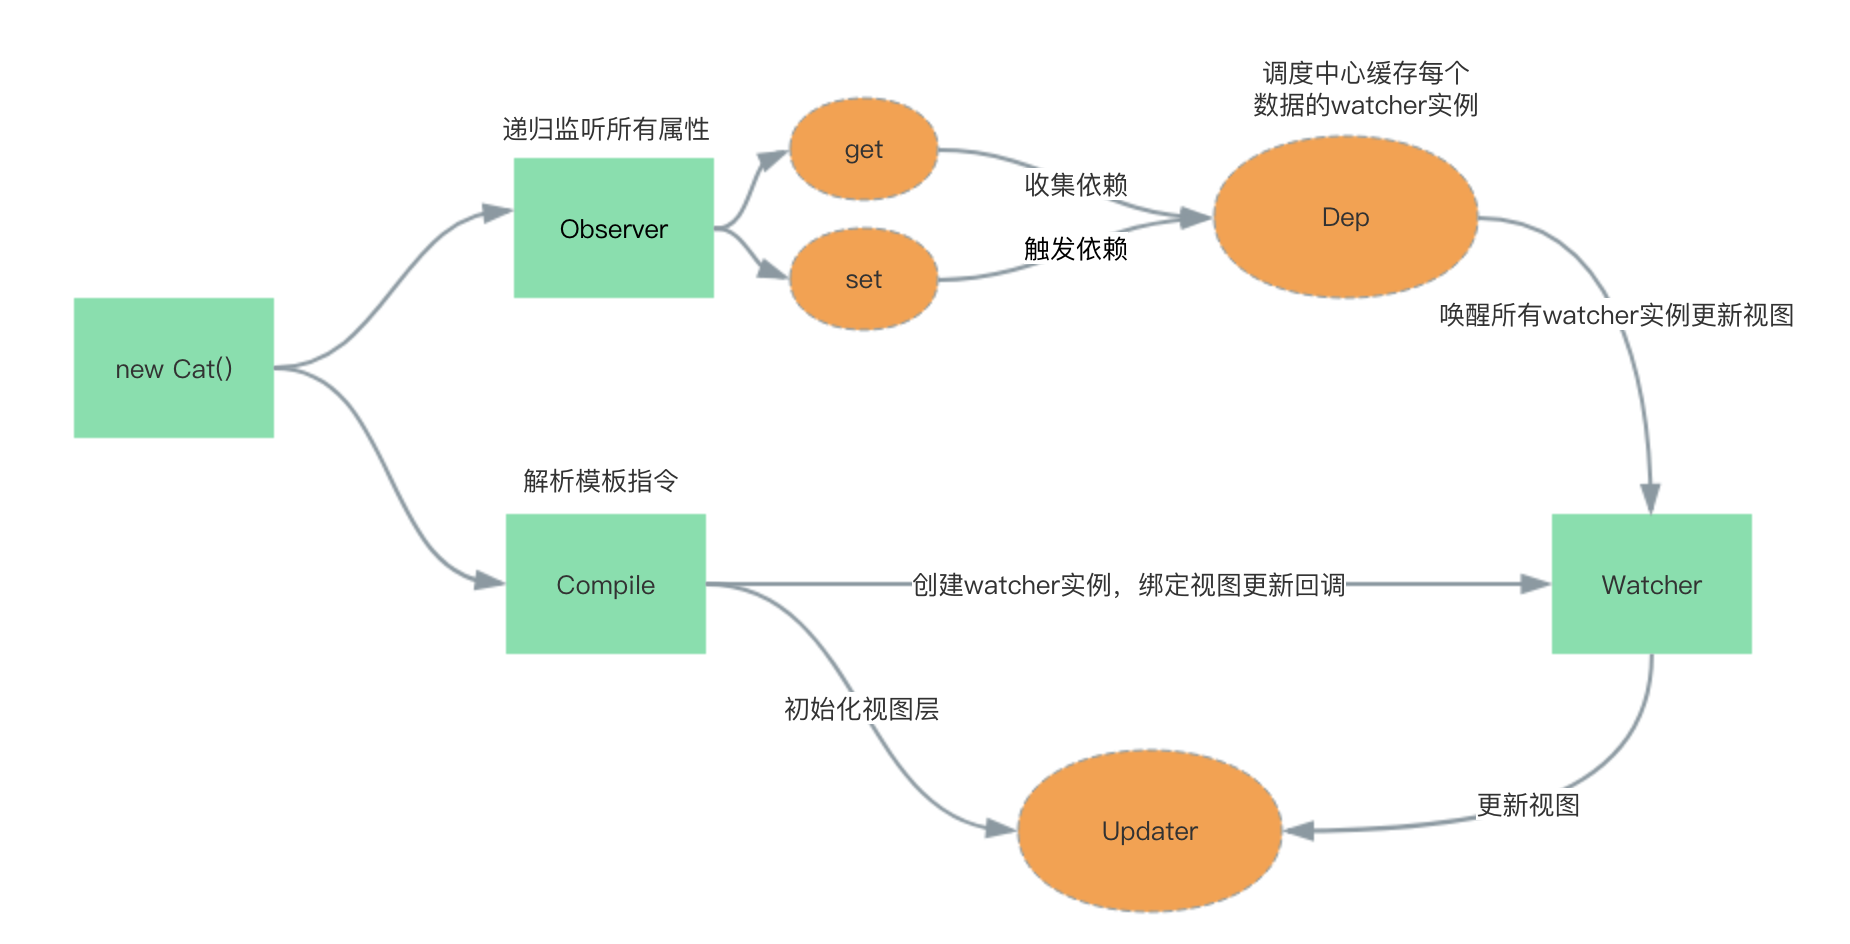 调度中心缓存每个
数据的watcher实例
递归监听所有属性
get
收集依赖
Dep
Observer
触发依赖
set
唤醒所有watcher实例更新视图
new Cat()
解析模板指令
Compile
创建watcher实例，绑定视图更新回调
Watcher
初始化视图层
更新视图
Updater